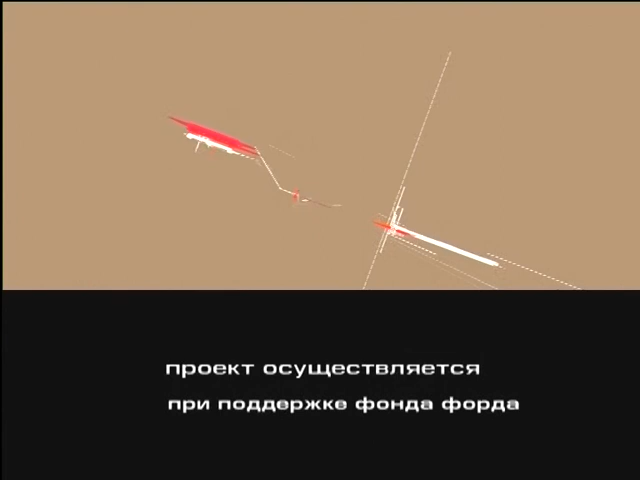 проект осуществляется
при поддержке фонда форда